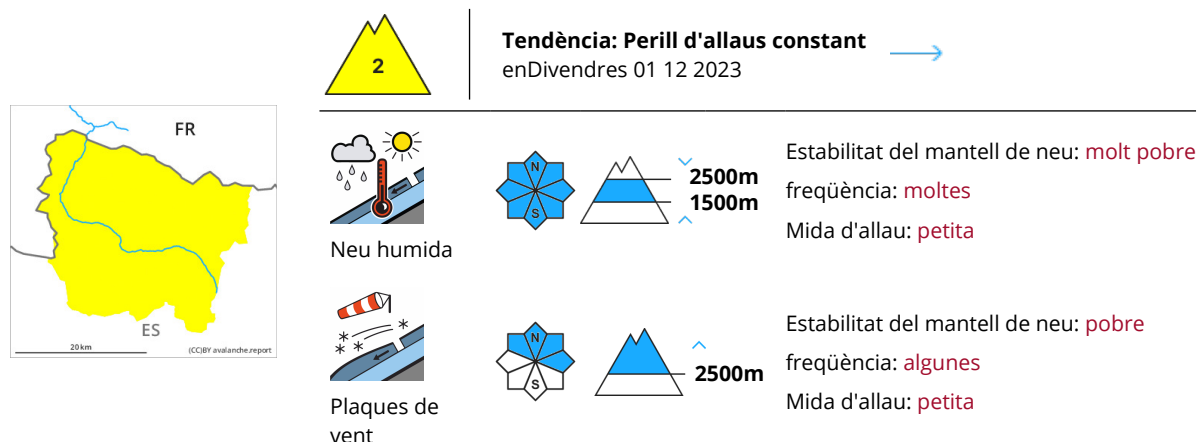 2
Tendència: Perill d'allaus constant
enDivendres 01 12 2023
FR
ES
20 km
(CC)BY avalanche.report
Neu humida
N
S
2500m
1500m
Estabilitat del mantell de neu: molt pobre
freqüència: moltes
Mida d'allau: petita
Plaques de
vent
N
S
2500m
Estabilitat del mantell de neu: pobre
freqüència: algunes
Mida d'allau: petita